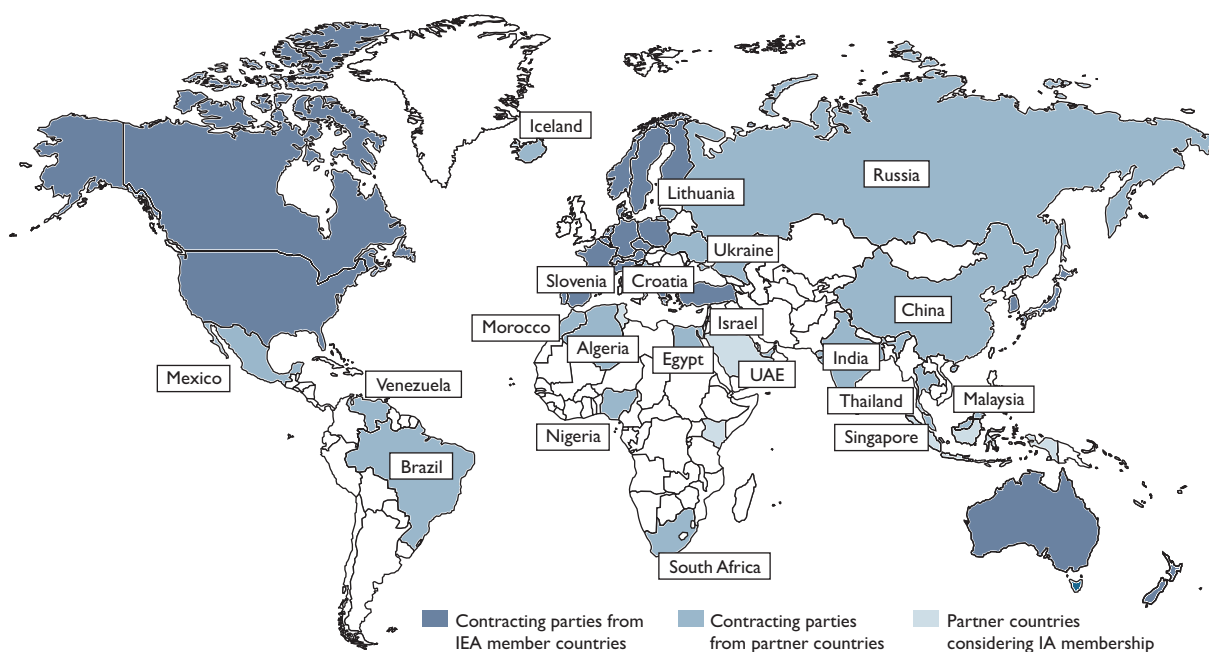 Iceland
Russia
Lithuania
Ukraine
Slovenia
Croatia
China
Morocco
Israel
Algeria
Egypt
India
Mexico
UAE
Venezuela
Thailand
Malaysia
Nigeria
Singapore
Brazil
South Africa
Contracting parties from
IEA member countries
Contracting parties
from partner countries
Partner countries
considering IA membership